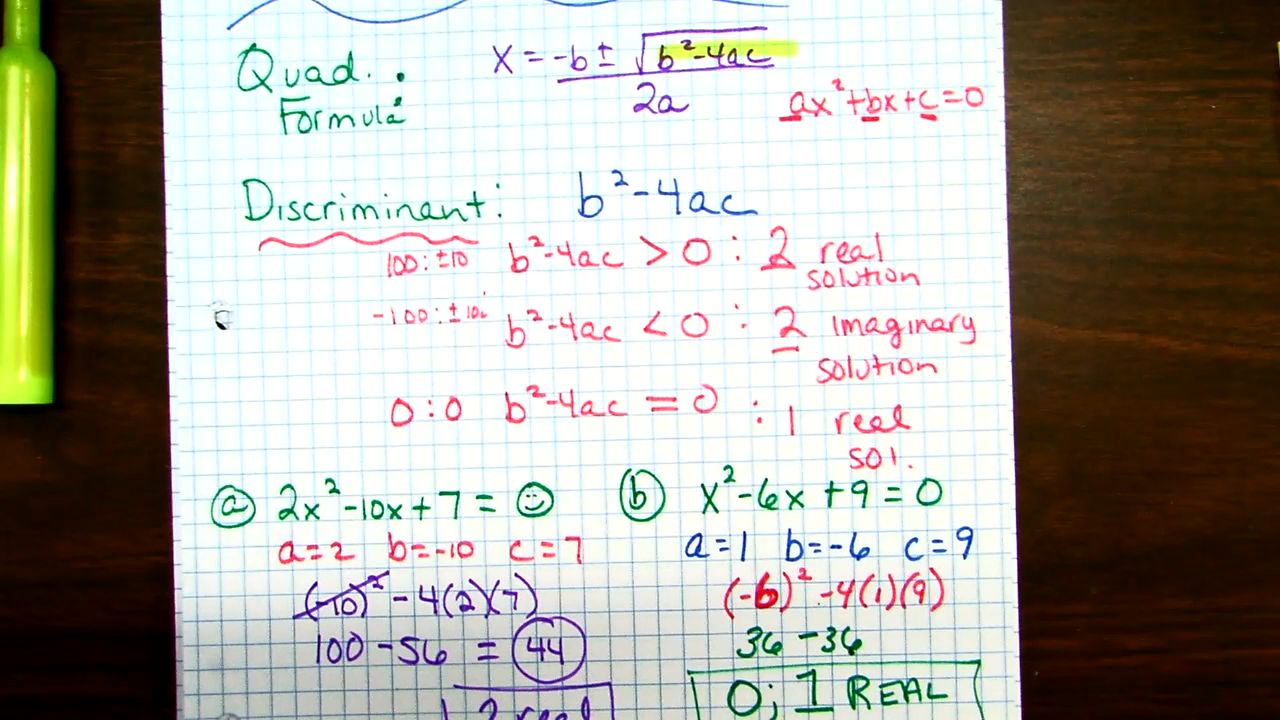 Quad. : x = -b ± √b²-4ac
Formula 2a
ax²+bx+c=0
Discriminant: b²-4ac
100: ±10 b²-4ac > 0 : 2 real
solution
-100: ±10i b²-4ac < 0 : 2 imaginary
solution
0:0 b²-4ac = 0 : 1 real
sol.
(a) 2x²-10x+7=☺
a=2 b=-10 c=7
(-10)² -4(2)(7)
100-56 = 44
2 real
(b) x²-6x+9=0
a=1 b=-6 c=9
(-6)² -4(1)(9)
36-36
0; 1 REAL